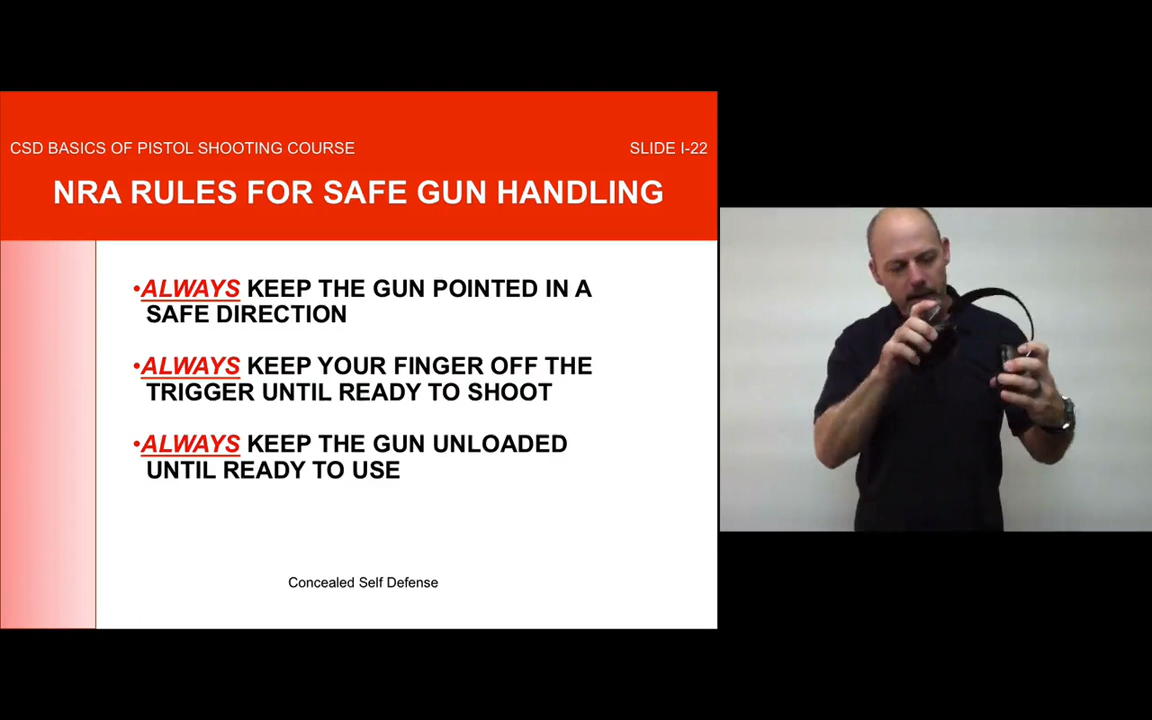 CSD BASICS OF PISTOL SHOOTING COURSE
SLIDE I-22
NRA RULES FOR SAFE GUN HANDLING
•ALWAYS KEEP THE GUN POINTED IN A
SAFE DIRECTION
•ALWAYS KEEP YOUR FINGER OFF THE
TRIGGER UNTIL READY TO SHOOT
•ALWAYS KEEP THE GUN UNLOADED
UNTIL READY TO USE
Concealed Self Defense